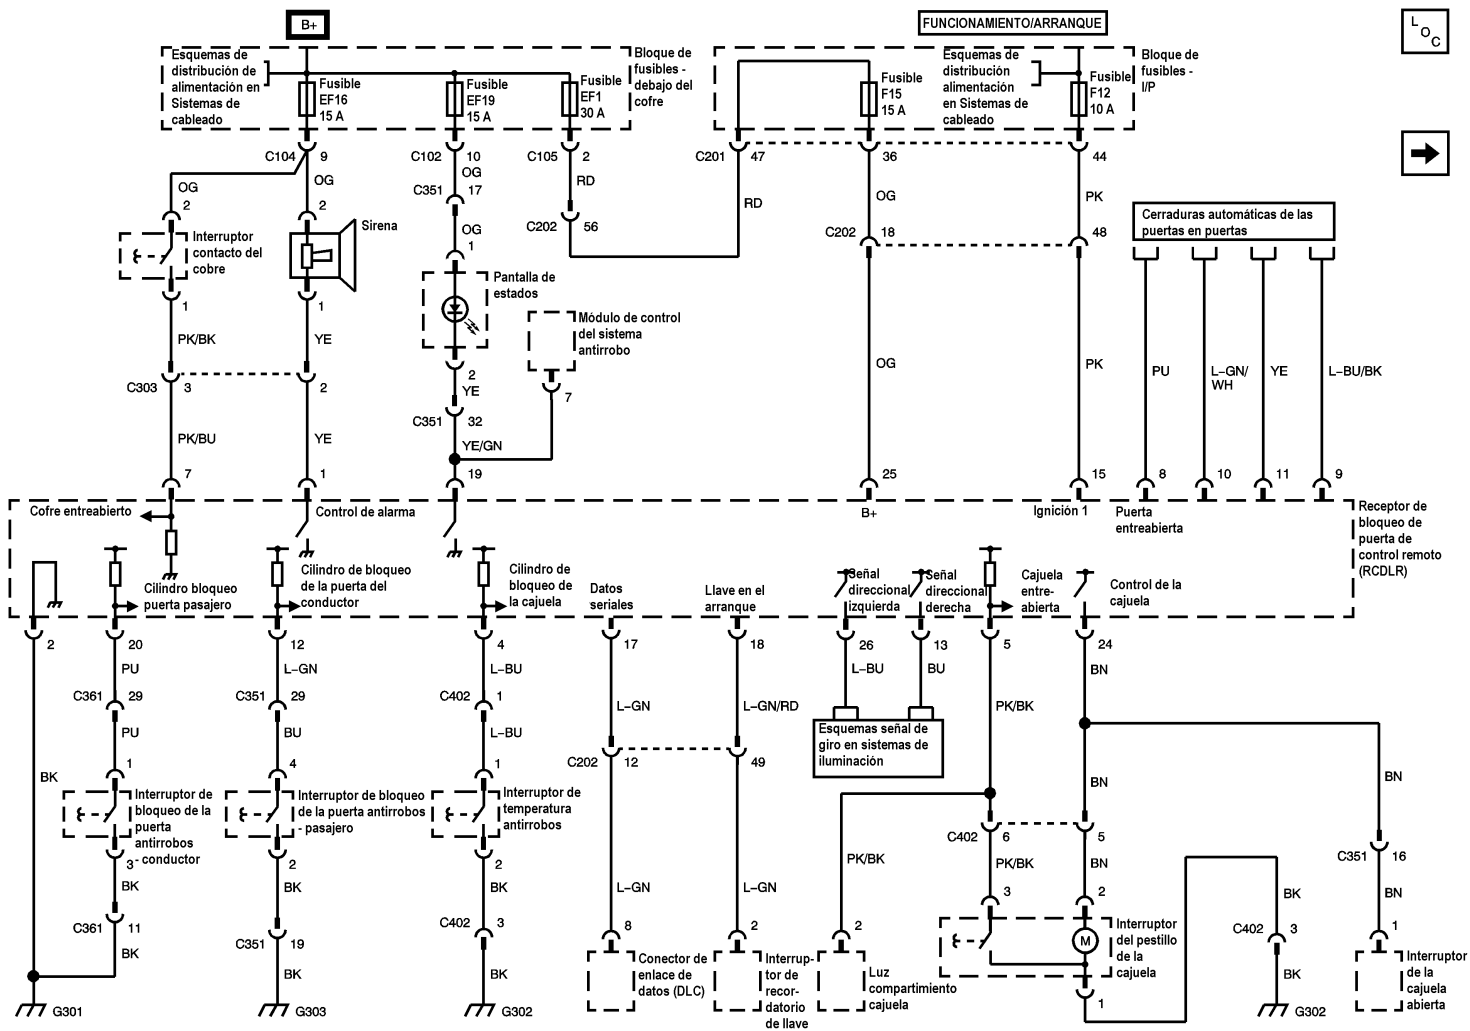 B+
FUNCIONAMIENTO/ARRANQUE
L
O
C
Esquemas de
distribución de
alimentación en
Sistemas de
cableado
Fusible
EF16
15 A
Fusible
EF19
15 A
Fusible
EF1
30 A
Bloque de
fusibles -
debajo del
cofre
Fusible
F15
15 A
Esquemas de
distribución
alimentación
en Sistemas de
cableado
Fusible
F12
10 A
Bloque de
fusibles -
I/P
C104
9
C102
10
C105
2
C201
47
36
44
OG
OG
OG
C351
17
RD
RD
OG
PK
2
2
OG
C202
56
C202
18
48
Cerraduras automáticas de las
puertas en puertas
Interruptor
contacto del
cobre
Sirena
1
Pantalla de
estados
1
1
Módulo de control
del sistema
antirrobo
PK/BK
YE
2
YE
7
OG
PK
PU
L-GN/
WH
YE
L-BU/BK
C303
3
2
C351
32
PK/BU
YE
YE/GN
7
1
19
25
15
8
10
11
9
Cofre entreabierto
Control de alarma
B+
Ignición 1
Puerta
entreabierta
Receptor de
bloqueo de
puerta de
control remoto
(RCDLR)
Cilindro bloqueo
puerta pasajero
Cilindro de bloqueo
de la puerta del
conductor
Cilindro de
bloqueo de
la cajuela
Datos
seriales
Llave en el
arranque
Señal
direccional
izquierda
Señal
direccional
derecha
Cajuela
entre-
abierta
Control de la
cajuela
2
20
12
4
17
18
26
13
5
24
PU
L-GN
L-BU
L-BU
BU
BN
C361
29
C351
29
C402
1
L-GN
L-GN/RD
PK/BK
PU
BU
L-BU
Esquemas señal de
giro en sistemas de
iluminación
1
4
1
C202
12
49
BK
BN
BN
Interruptor de
bloqueo de la
puerta
antirrobos
- conductor
Interruptor de bloqueo
de la puerta antirrobos
- pasajero
Interruptor de
temperatura
antirrobos
C402
6
5
3
2
2
PK/BK
PK/BK
BN
C351
16
BK
BK
BK
L-GN
L-GN
3
2
BK
BN
C361
11
C351
19
C402
3
8
2
2
C402
3
1
BK
BK
BK
Conector de
enlace de
datos (DLC)
Interrup-
tor de
recor-
datorio
de llave
Luz
compartimiento
cajuela
M
Interruptor
del pestillo
de la
cajuela
BK
Interruptor
de la
cajuela
abierta
1
G301
G303
G302
G302